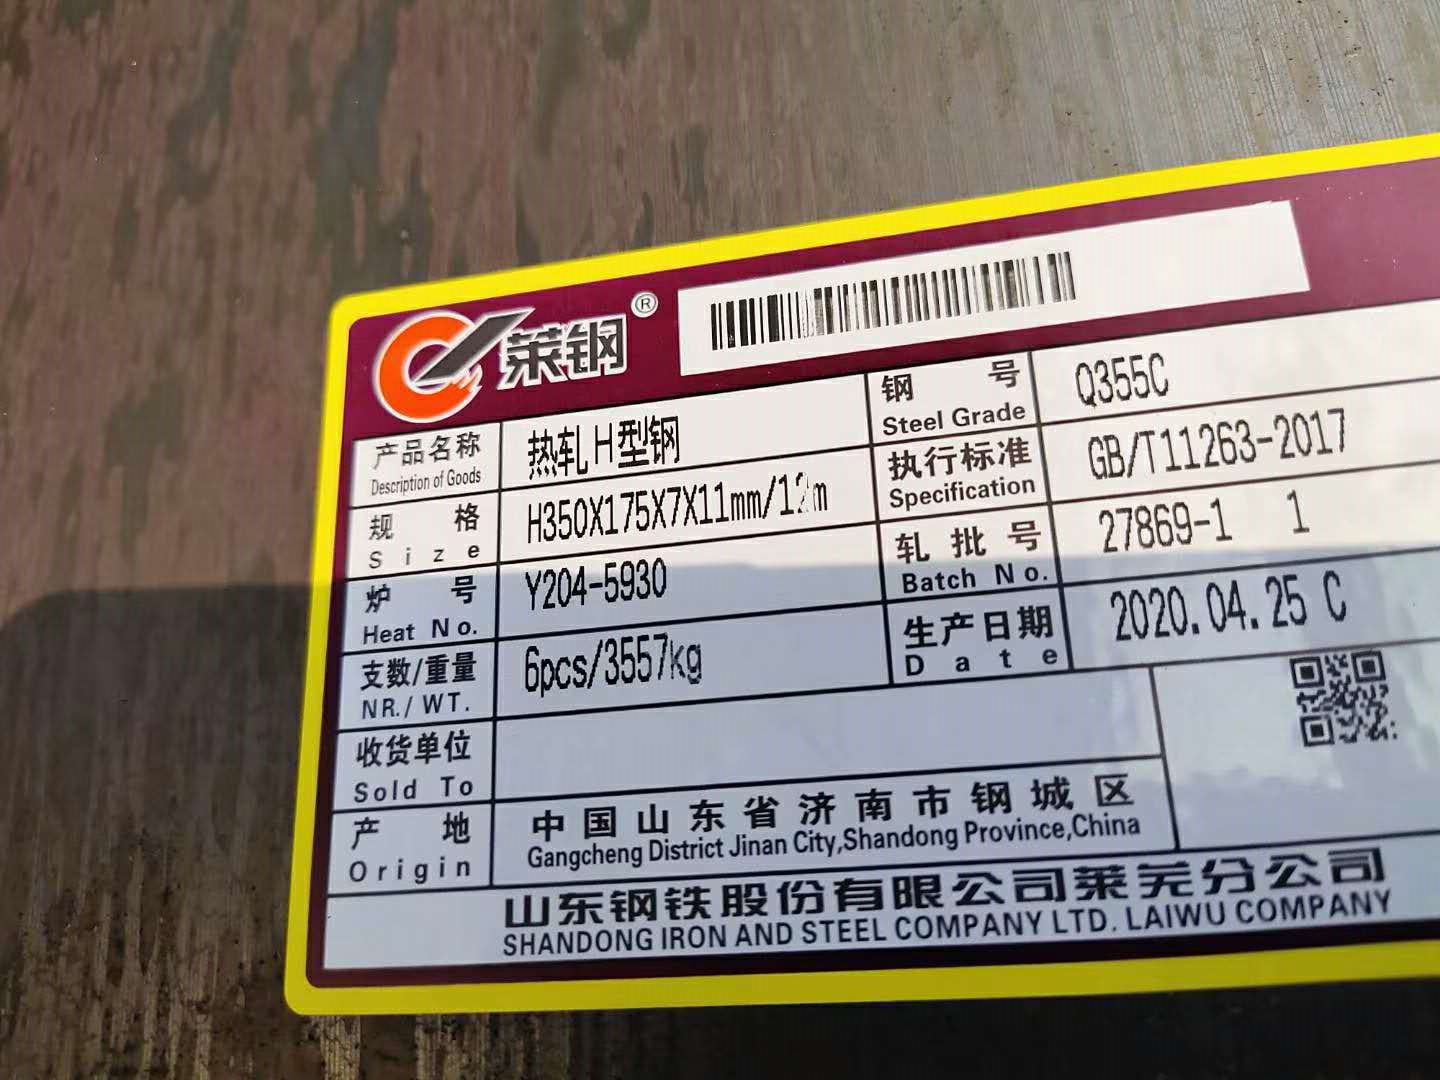 莱钢®
产品名称 热轧H型钢 钢号 Q355C
Description of Goods Steel Grade
规格 H350X175X7X11mm/12m 执行标准 GB/T11263-2017
Size Specification
炉号 Y204-5930 轧批号 27869-1 1
Heat No. Batch No.
支数/重量 6pcs/3557kg 生产日期 2020.04.25 C
NR./WT. Date
收货单位
Sold To
产地 中国山东省济南市钢城区
Origin Gangcheng District Jinan City,Shandong Province,China
山东钢铁股份有限公司莱芜分公司
SHANDONG IRON AND STEEL COMPANY LTD. LAIWU COMPANY